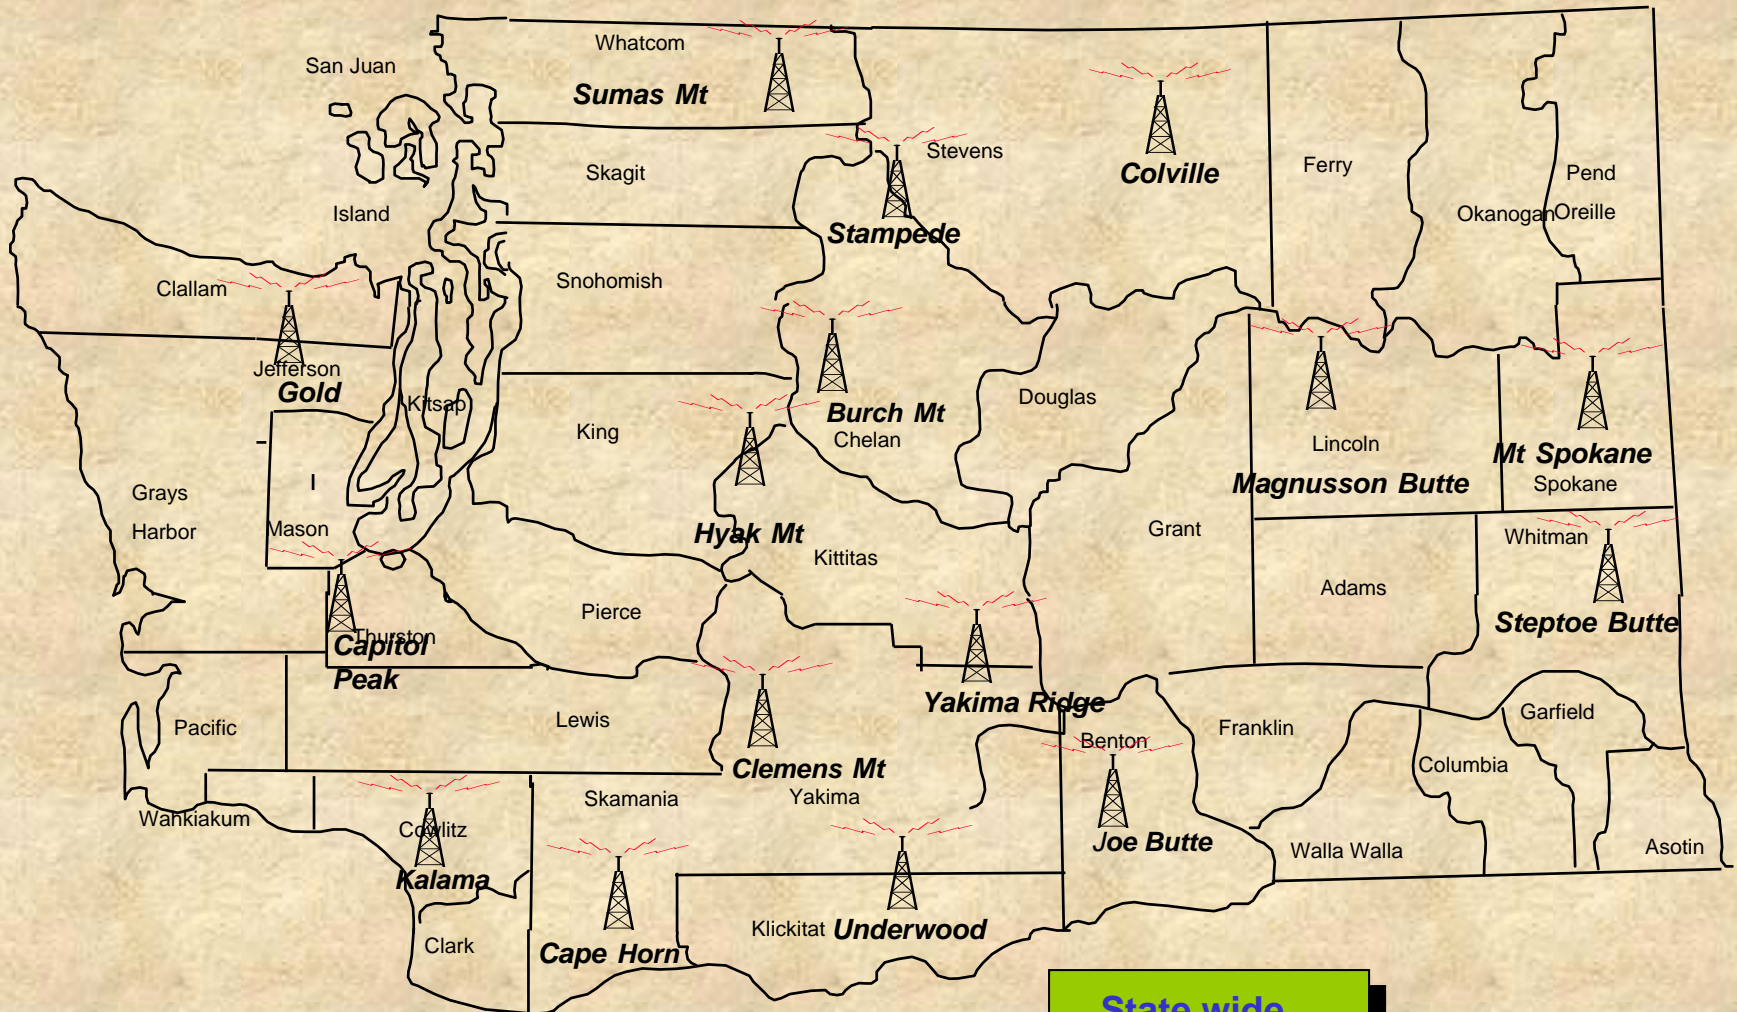 Whatcom
San Juan
Sumas Mt
Stevens
Colville
Ferry
Skagit
Pend
Island
Okanogan
Oreille
Stampede
Snohomish
Clallam
Jefferson
Gold
Kitsap
Douglas
Burch Mt
Chelan
King
Lincoln
Mt Spokane
Magnusson Butte
Spokane
Grays
Harbor
Mason
Hyak Mt
Kittitas
Grant
Whitman
Adams
Pierce
Steptoe Butte
Thurston
Capitol
Peak
Yakima Ridge
Pacific
Lewis
Garfield
Franklin
Benton
Columbia
Clemens Mt
Yakima
Skamania
Wahkiakum
Cowlitz
Joe Butte
Walla Walla
Asotin
Kalama
Klickitat
Underwood
Clark
Cape Horn
State wide